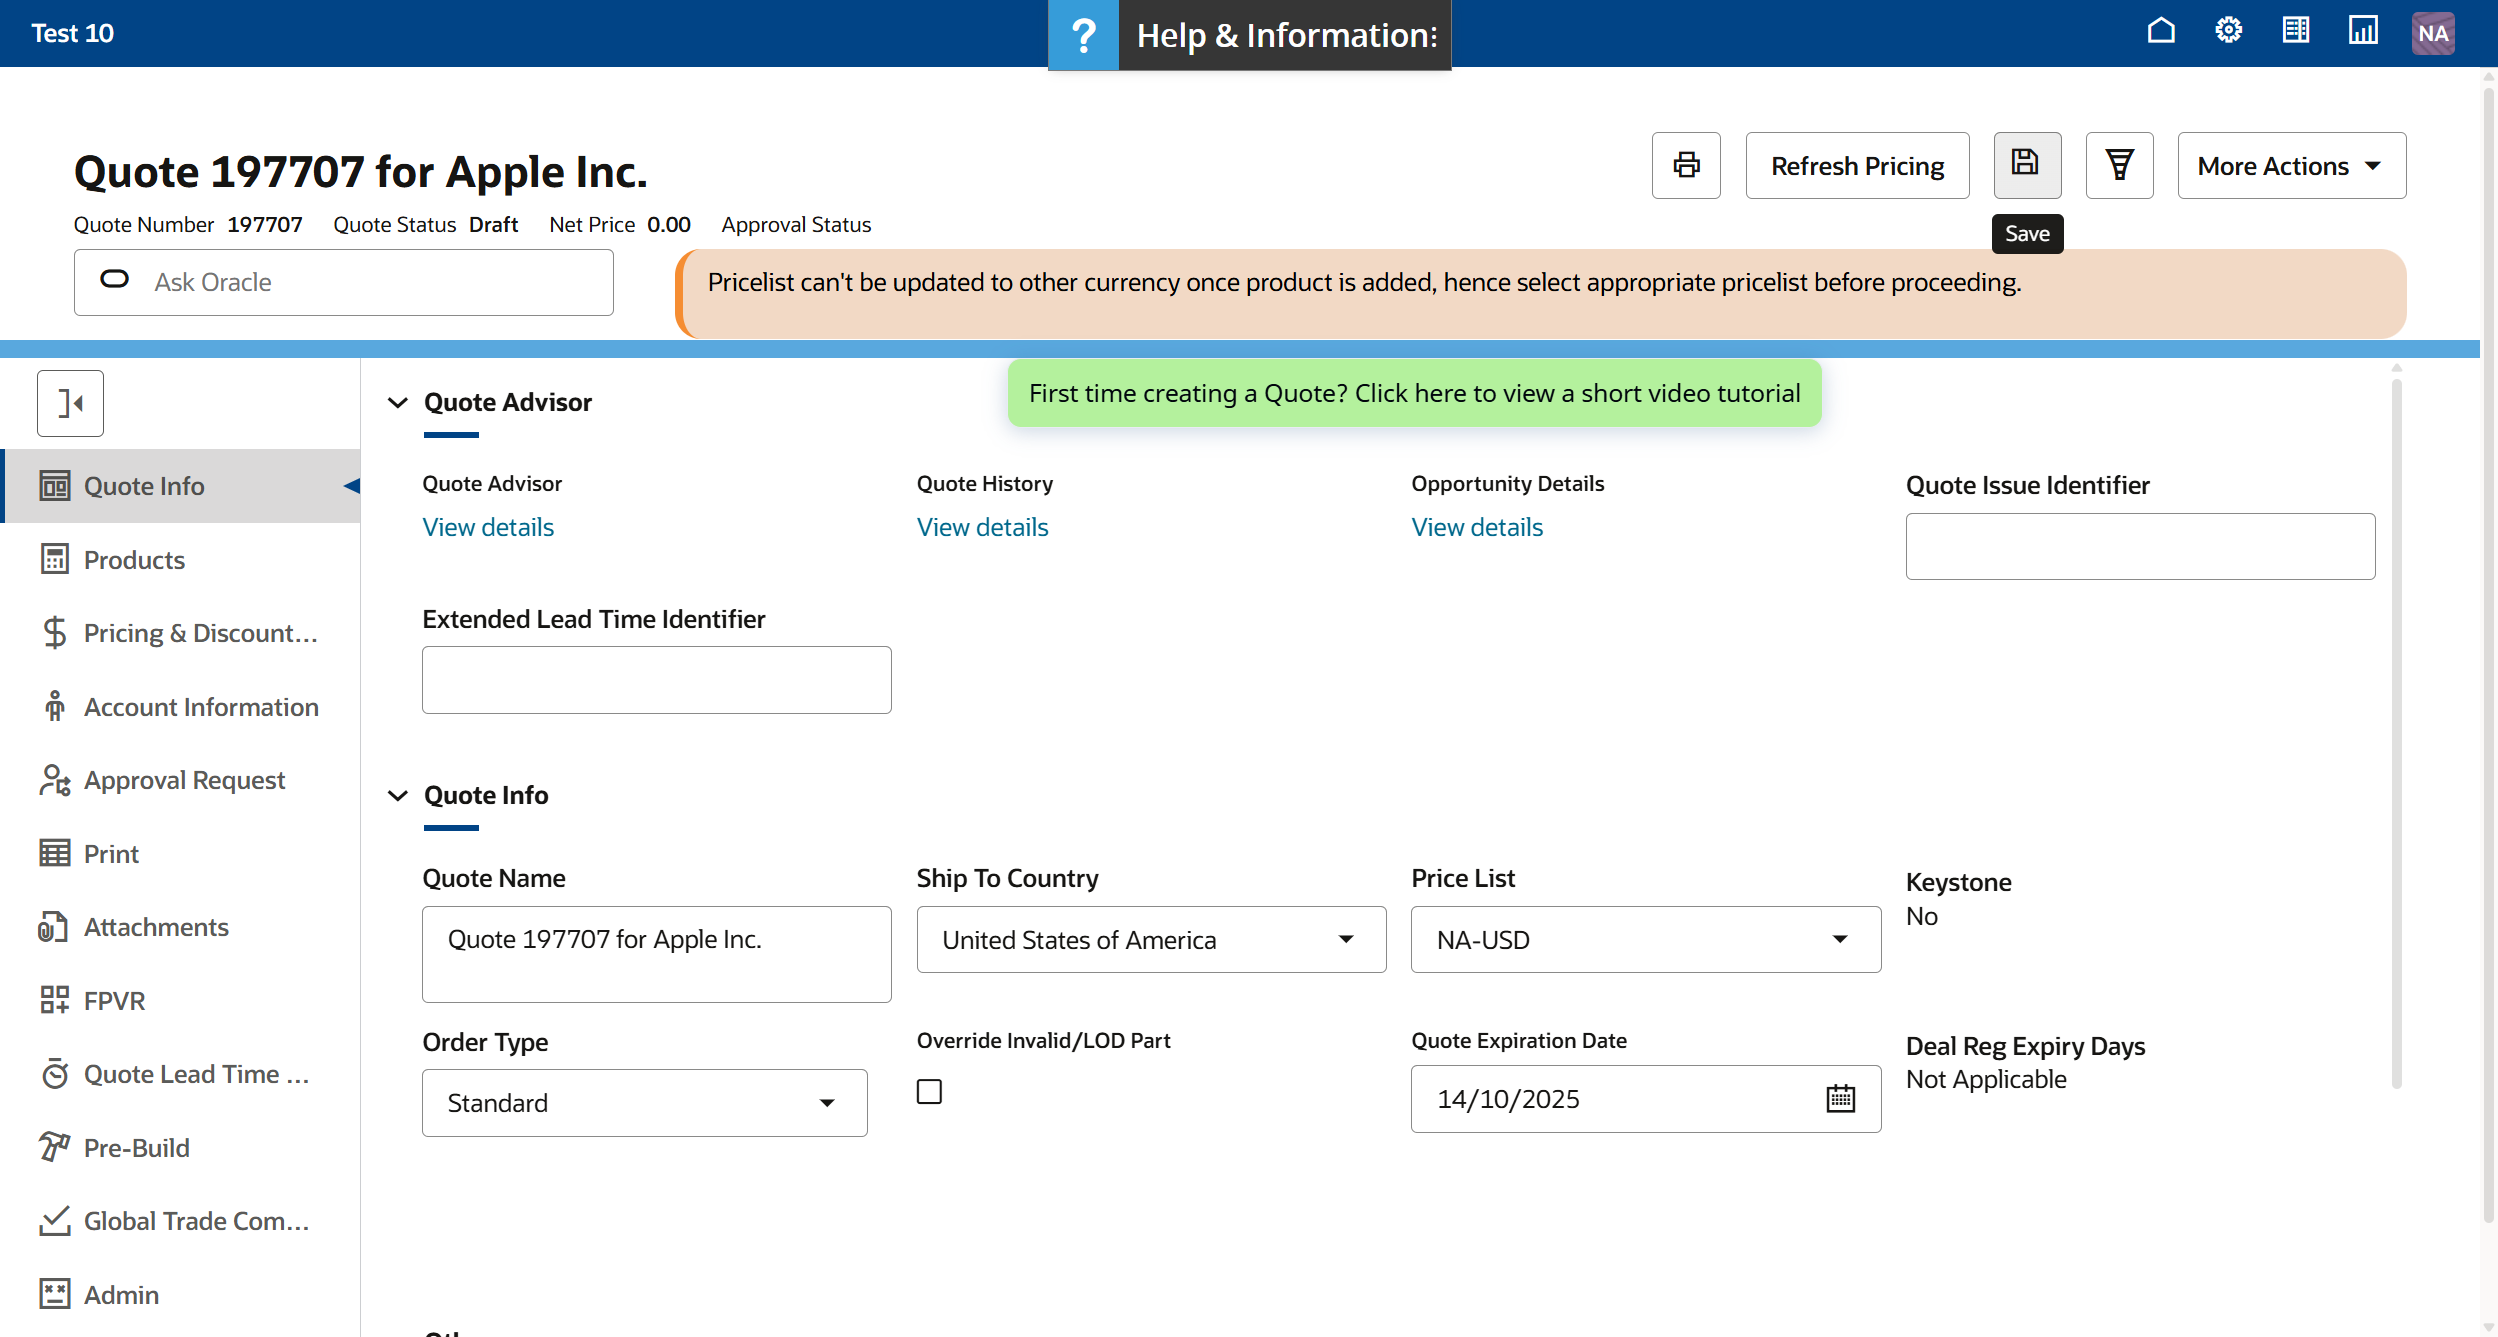 Test 10
? Help & Information
NA
Quote 197707 for Apple Inc.
Refresh Pricing
More Actions
Quote Number 197707 Quote Status Draft Net Price 0.00 Approval Status
Save
Ask Oracle
Pricelist can't be updated to other currency once product is added, hence select appropriate pricelist before proceeding.
First time creating a Quote? Click here to view a short video tutorial
Quote Info
Products
Pricing & Discount...
Account Information
Approval Request
Print
Attachments
FPVR
Quote Lead Time ...
Pre-Build
Global Trade Com...
Admin
Quote Advisor
Quote Advisor
View details
Quote History
View details
Opportunity Details
View details
Quote Issue Identifier
Extended Lead Time Identifier
Quote Info
Quote Name
Quote 197707 for Apple Inc.
Ship To Country
United States of America
Price List
NA-USD
Keystone
No
Order Type
Standard
Override Invalid/LOD Part
Quote Expiration Date
14/10/2025
Deal Reg Expiry Days
Not Applicable